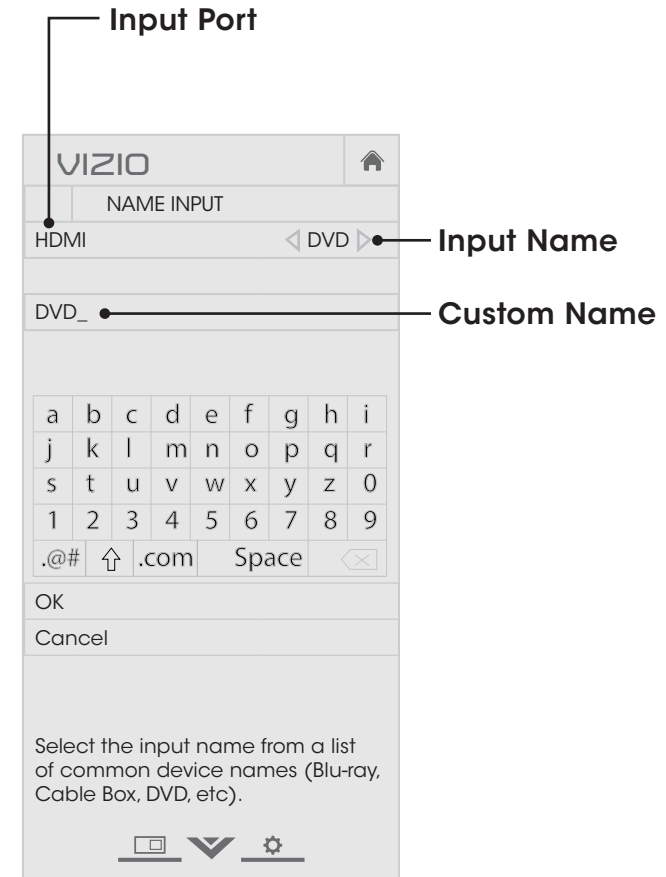 Input Port
VIZIO
NAME INPUT
HDMI DVD Input Name
DVD_ Custom Name
a b c d e f g h i
j k l m n o p q r
s t u v w x y z 0
1 2 3 4 5 6 7 8 9
.@# .com Space
OK
Cancel
Select the input name from a list
of common device names (Blu-ray,
Cable Box, DVD, etc).